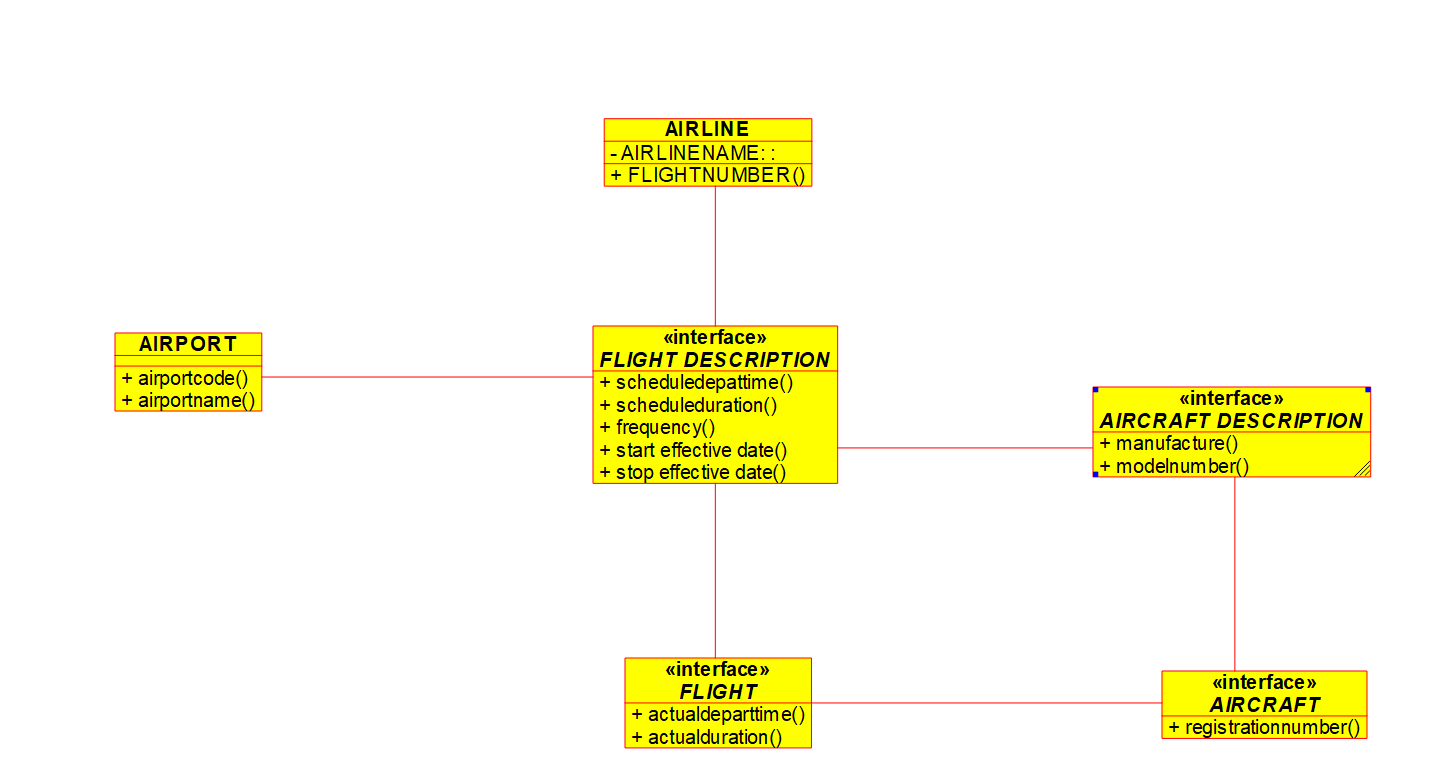 AIRLINE
- AIRLINENAME: :
+ FLIGHTNUMBER()
AIRPORT
+ airportcode()
+ airportname()
«interface»
FLIGHT DESCRIPTION
+ scheduledepattime()
+ scheduleduration()
+ frequency()
+ start effective date()
+ stop effective date()
«interface»
AIRCRAFT DESCRIPTION
+ manufacture()
+ modelnumber()
«interface»
FLIGHT
+ actualdeparttime()
+ actualduration()
«interface»
AIRCRAFT
+ registrationnumber()